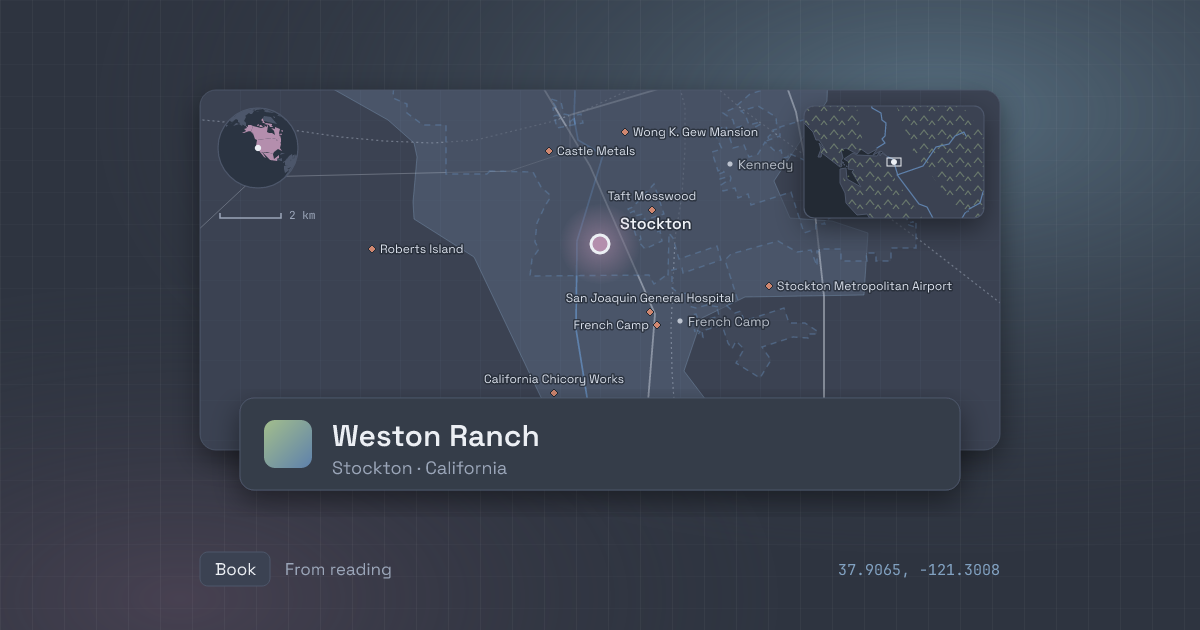 Wong K. Gew Mansion
Castle Metals
Kennedy
Taft Mosswood
2 km
Stockton
Roberts Island
Stockton Metropolitan Airport
San Joaquin General Hospital
French Camp
French Camp
California Chicory Works
Weston Ranch
Stockton · California
Book
From reading
37.9065, -121.3008